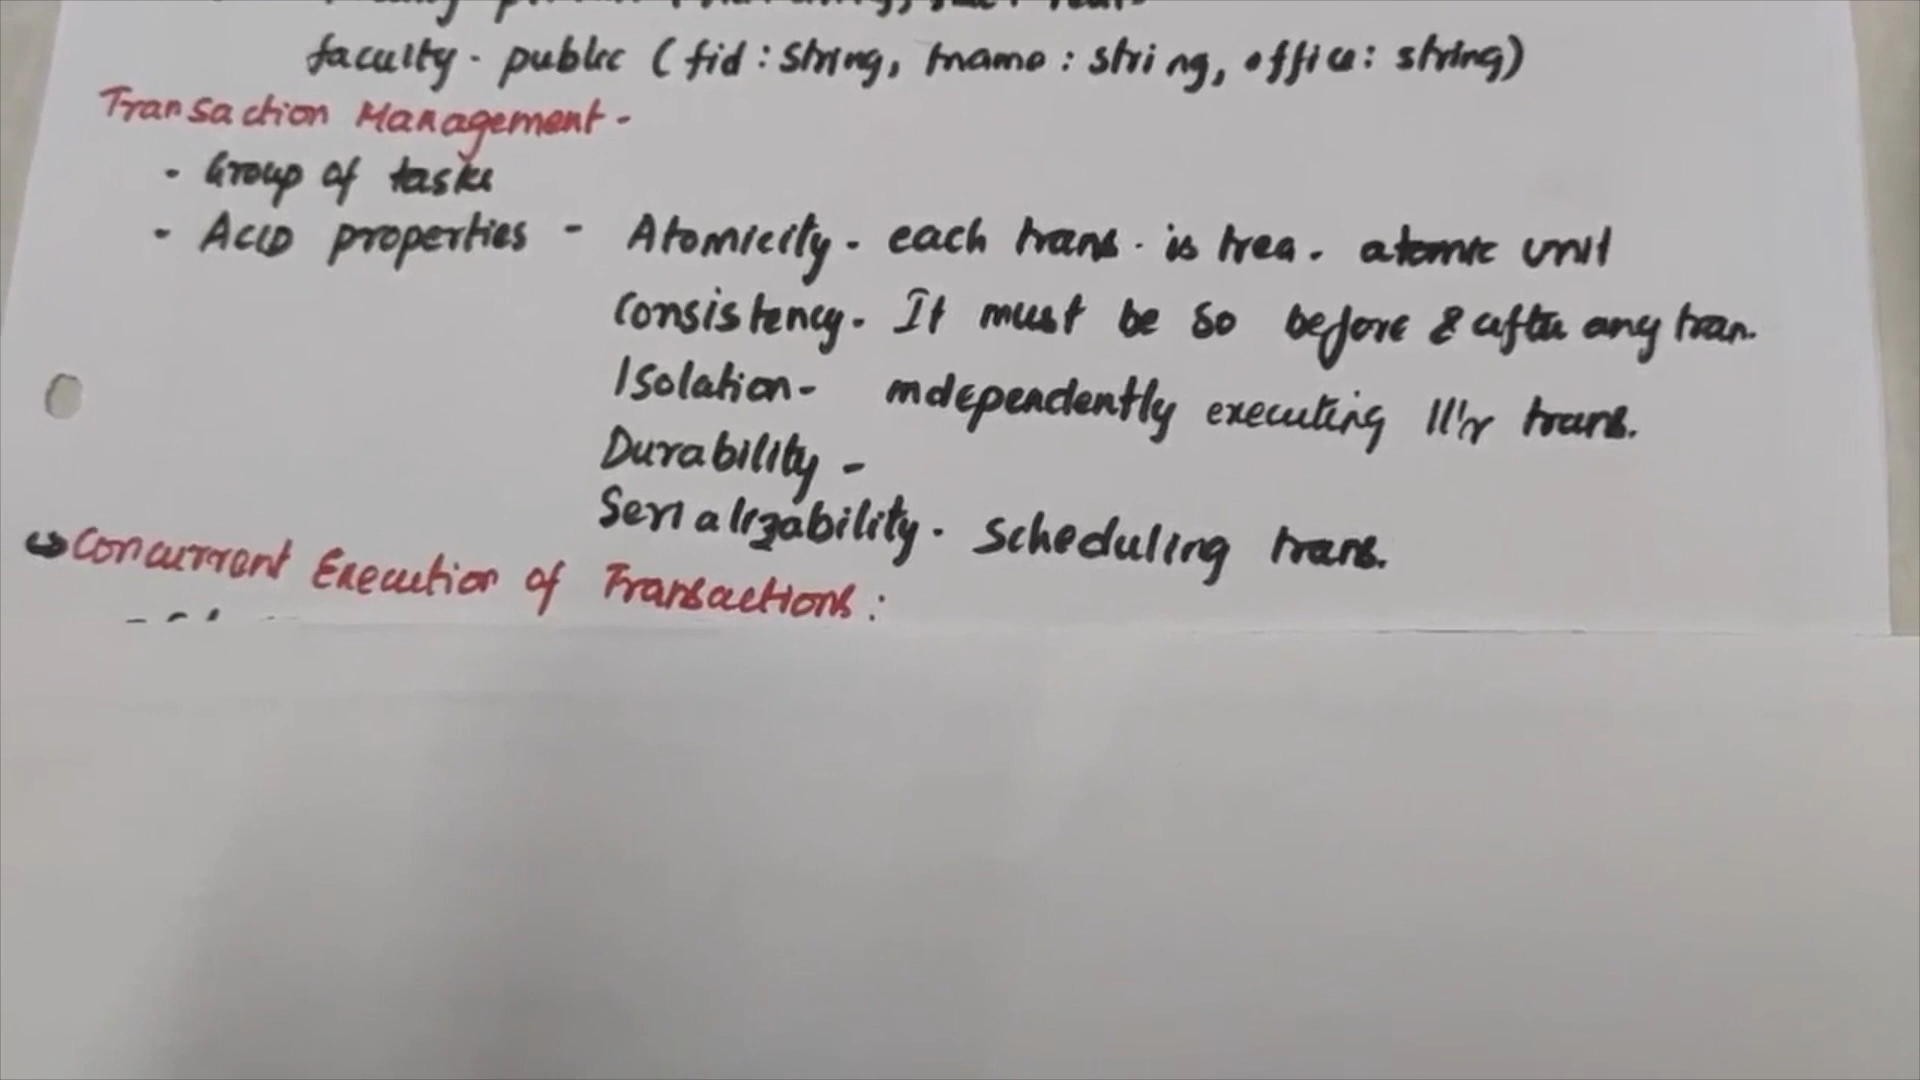 faculty - public (fid : string, fname : string, office : string)
Transaction Management -
- Group of tasks
- ACID properties - Atomicity - each trans. is trea. atomic unit
Consistency - It must be so before & after any tran.
Isolation - independently executing ll'r trans.
Durability -
Serializability - Scheduling trans.
↪ Concurrent Execution of Transactions :